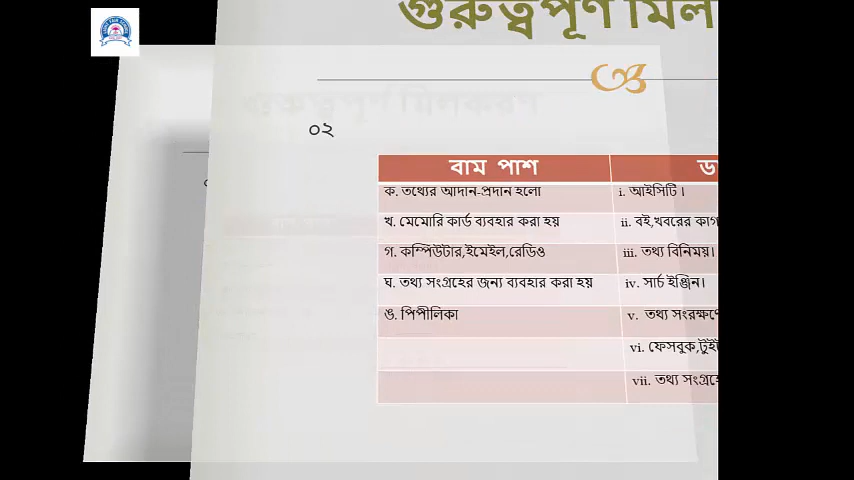 গুরুত্বপূর্ণ মিল
০২
বাম পাশ ড
ক. তথ্যের আদান-প্রদান হলো i. আইসিটি।
খ. মেমোরি কার্ড ব্যবহার করা হয় ii. বই,খবরের কাগ
গ. কম্পিউটার,ইমেইল,রেডিও iii. তথ্য বিনিময়।
ঘ. তথ্য সংগ্রহের জন্য ব্যবহার করা হয় iv. সার্চ ইঞ্জিন।
ঙ. পিপীলিকা v. তথ্য সংরক্ষণে
vi. ফেসবুক,টুইট
vii. তথ্য সংগ্রহে